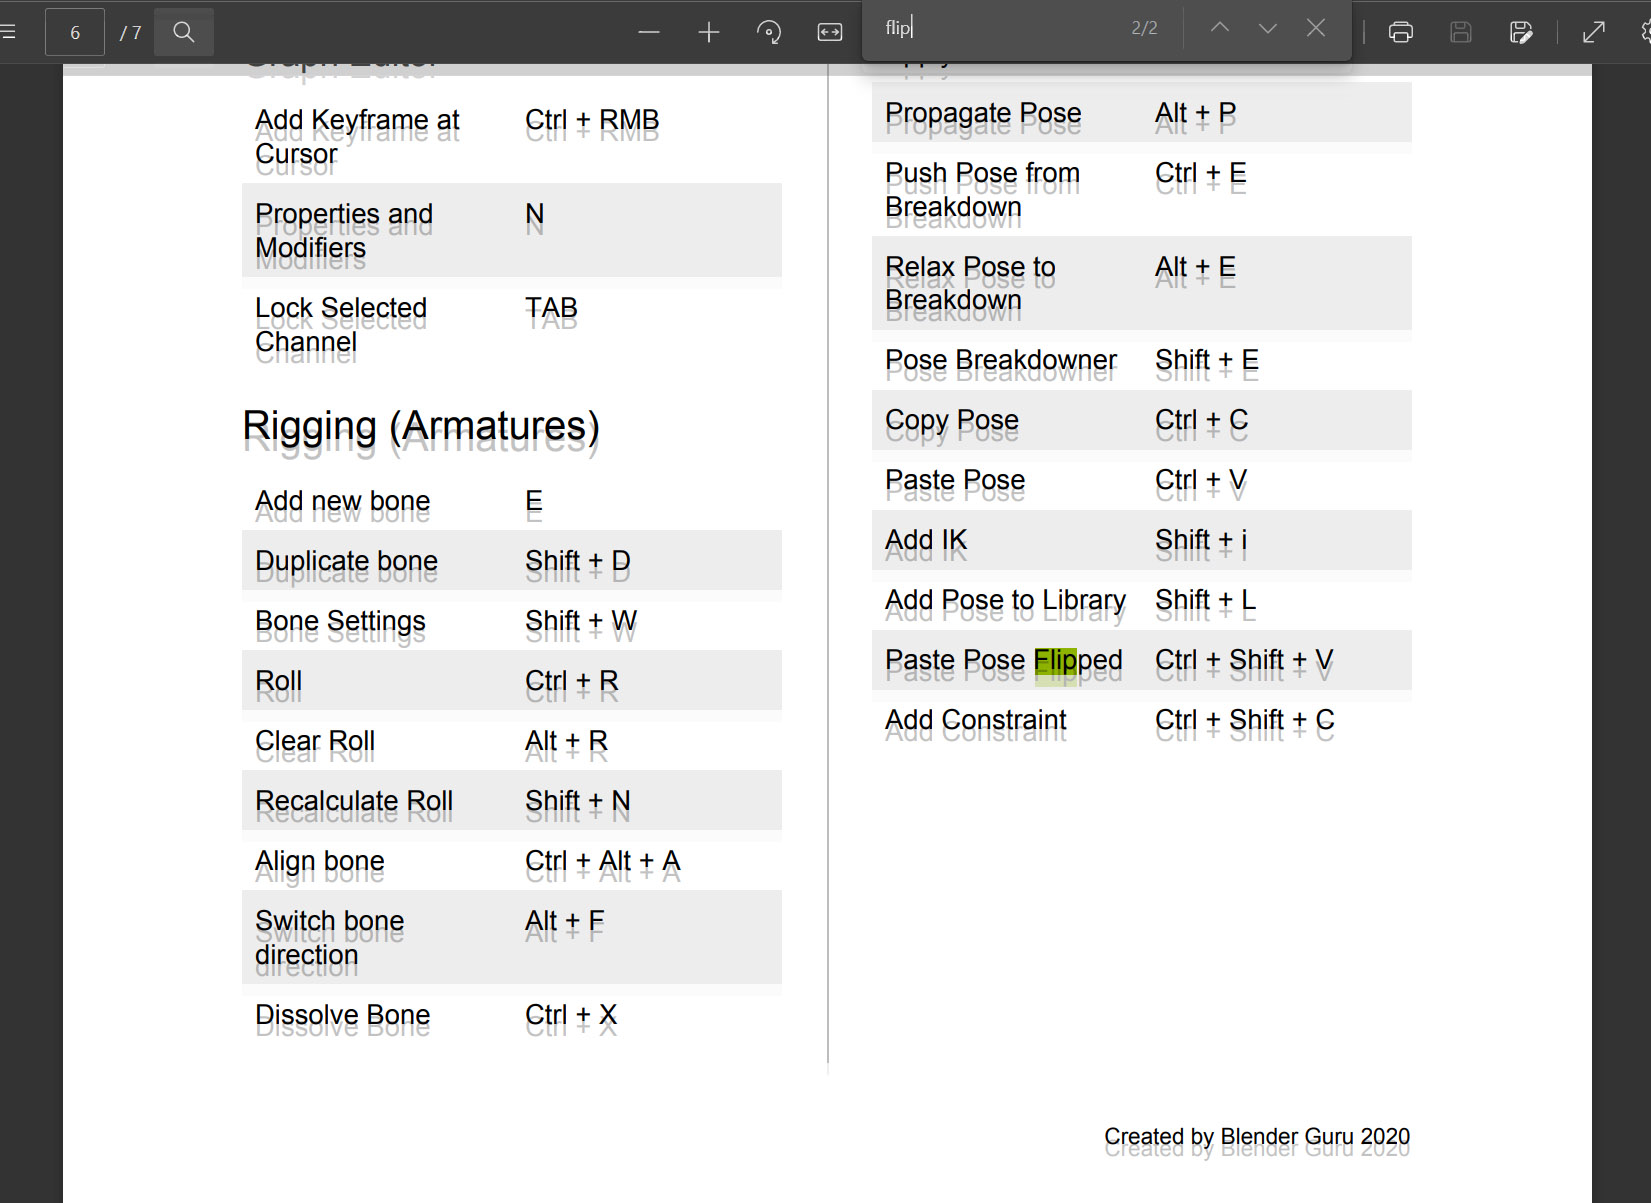 6 / 7
flip 2/2
Graph Editor
Add Keyframe at Ctrl + RMB
Cursor
Properties and N
Modifiers
Lock Selected TAB
Channel
Rigging (Armatures)
Add new bone E
Duplicate bone Shift + D
Bone Settings Shift + W
Roll Ctrl + R
Clear Roll Alt + R
Recalculate Roll Shift + N
Align bone Ctrl + Alt + A
Switch bone Alt + F
direction
Dissolve Bone Ctrl + X
Propagate Pose Alt + P
Push Pose from Ctrl + E
Breakdown
Relax Pose to Alt + E
Breakdown
Pose Breakdowner Shift + E
Copy Pose Ctrl + C
Paste Pose Ctrl + V
Add IK Shift + i
Add Pose to Library Shift + L
Paste Pose Flipped Ctrl + Shift + V
Add Constraint Ctrl + Shift + C
Created by Blender Guru 2020